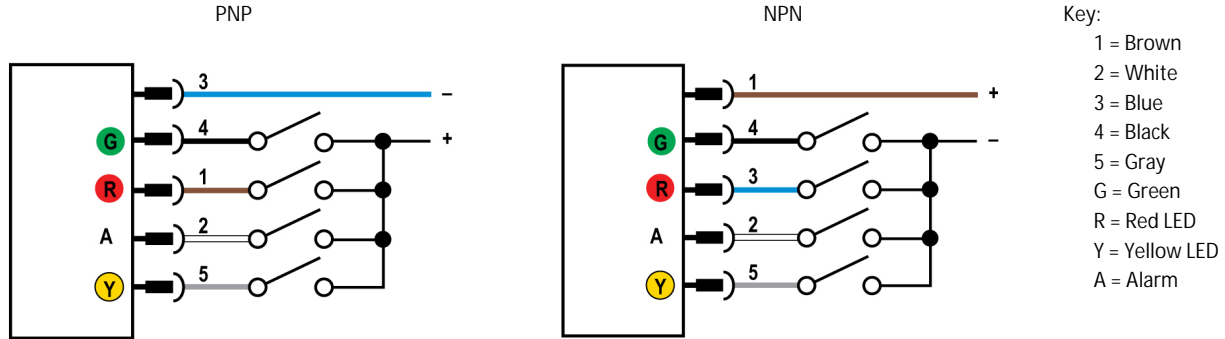 PNP
3
–
G
4
+
R
1
A
2
Y
5
NPN
1
+
G
4
–
R
3
A
2
Y
5
Key:
1 = Brown
2 = White
3 = Blue
4 = Black
5 = Gray
G = Green
R = Red LED
Y = Yellow LED
A = Alarm